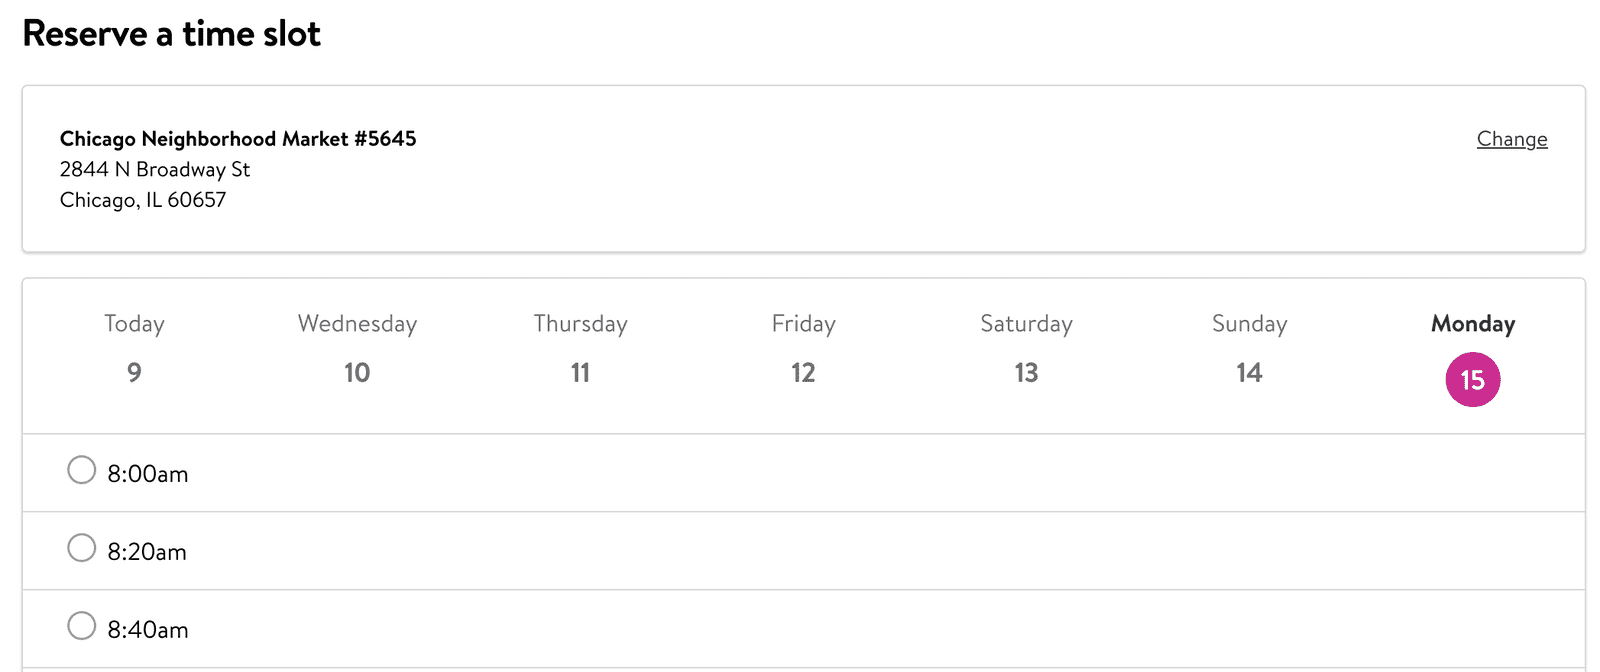 Reserve a time slot
Chicago Neighborhood Market #5645
Change
2844 N Broadway St
Chicago, IL 60657
Today Wednesday Thursday Friday Saturday Sunday Monday
9 10 11 12 13 14 15
8:00am
8:20am
8:40am